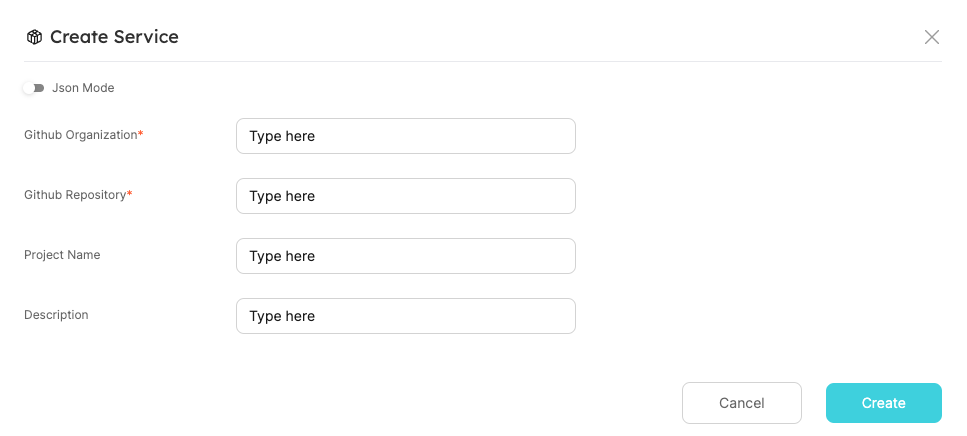 Create Service
Json Mode
Github Organization*
Type here
Github Repository*
Type here
Project Name
Type here
Description
Type here
Cancel
Create